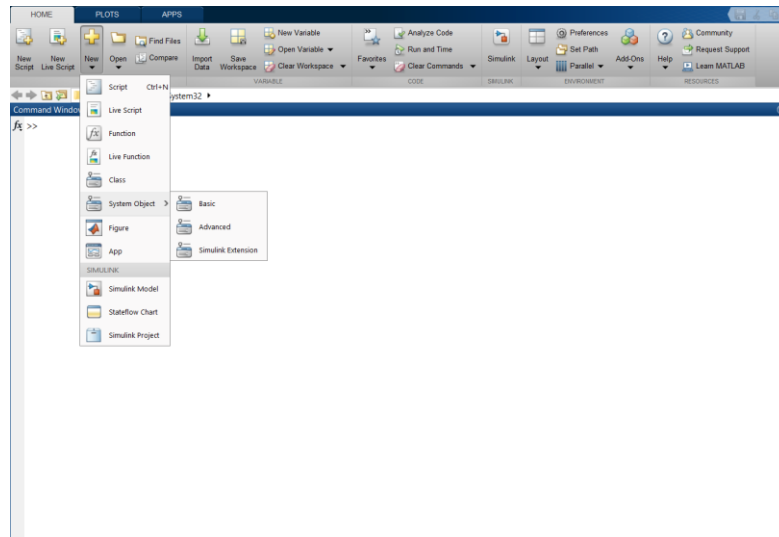 HOME PLOTS APPS
New Script
New Live Script
New
Open
Find Files
Compare
Import Data
Save Workspace
New Variable
Open Variable
Clear Workspace
Favorites
Analyze Code
Run and Time
Clear Commands
Simulink
Layout
Preferences
Set Path
Parallel
Add-Ons
Help
Community
Request Support
Learn MATLAB
VARIABLE CODE SIMULINK ENVIRONMENT RESOURCES
ystem32
Command Windo
fx >>
Script Ctrl+N
Live Script
Function
Live Function
Class
System Object
Basic
Advanced
Simulink Extension
Figure
App
SIMULINK
Simulink Model
Stateflow Chart
Simulink Project